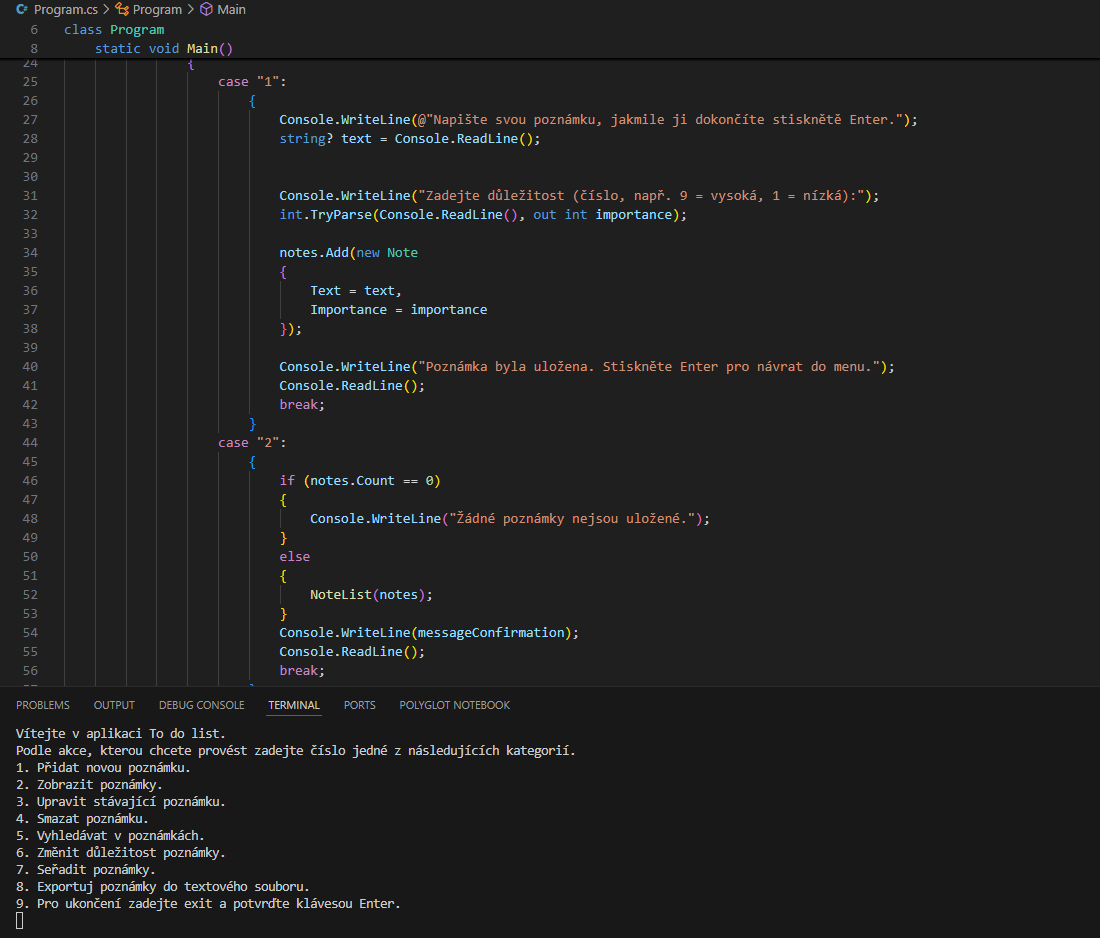 Program.cs > Program > Main
6 class Program
8 static void Main()
24 {
25 case "1":
26 {
27 Console.WriteLine(@"Napište svou poznámku, jakmile ji dokončíte stisknětě Enter.");
28 string? text = Console.ReadLine();
29
30
31 Console.WriteLine("Zadejte důležitost (číslo, např. 9 = vysoká, 1 = nízká):");
32 int.TryParse(Console.ReadLine(), out int importance);
33
34 notes.Add(new Note
35 {
36 Text = text,
37 Importance = importance
38 });
39
40 Console.WriteLine("Poznámka byla uložena. Stiskněte Enter pro návrat do menu.");
41 Console.ReadLine();
42 break;
43 }
44 case "2":
45 {
46 if (notes.Count == 0)
47 {
48 Console.WriteLine("Žádné poznámky nejsou uložené.");
49 }
50 else
51 {
52 NoteList(notes);
53 }
54 Console.WriteLine(messageConfirmation);
55 Console.ReadLine();
56 break;
PROBLEMS OUTPUT DEBUG CONSOLE TERMINAL PORTS POLYGLOT NOTEBOOK
Vítejte v aplikaci To do list.
Podle akce, kterou chcete provést zadejte číslo jedné z následujících kategorií.
1. Přidat novou poznámku.
2. Zobrazit poznámky.
3. Upravit stávající poznámku.
4. Smazat poznámku.
5. Vyhledávat v poznámkách.
6. Změnit důležitost poznámky.
7. Seřadit poznámky.
8. Exportuj poznámky do textového souboru.
9. Pro ukončení zadejte exit a potvrďte klávesou Enter.